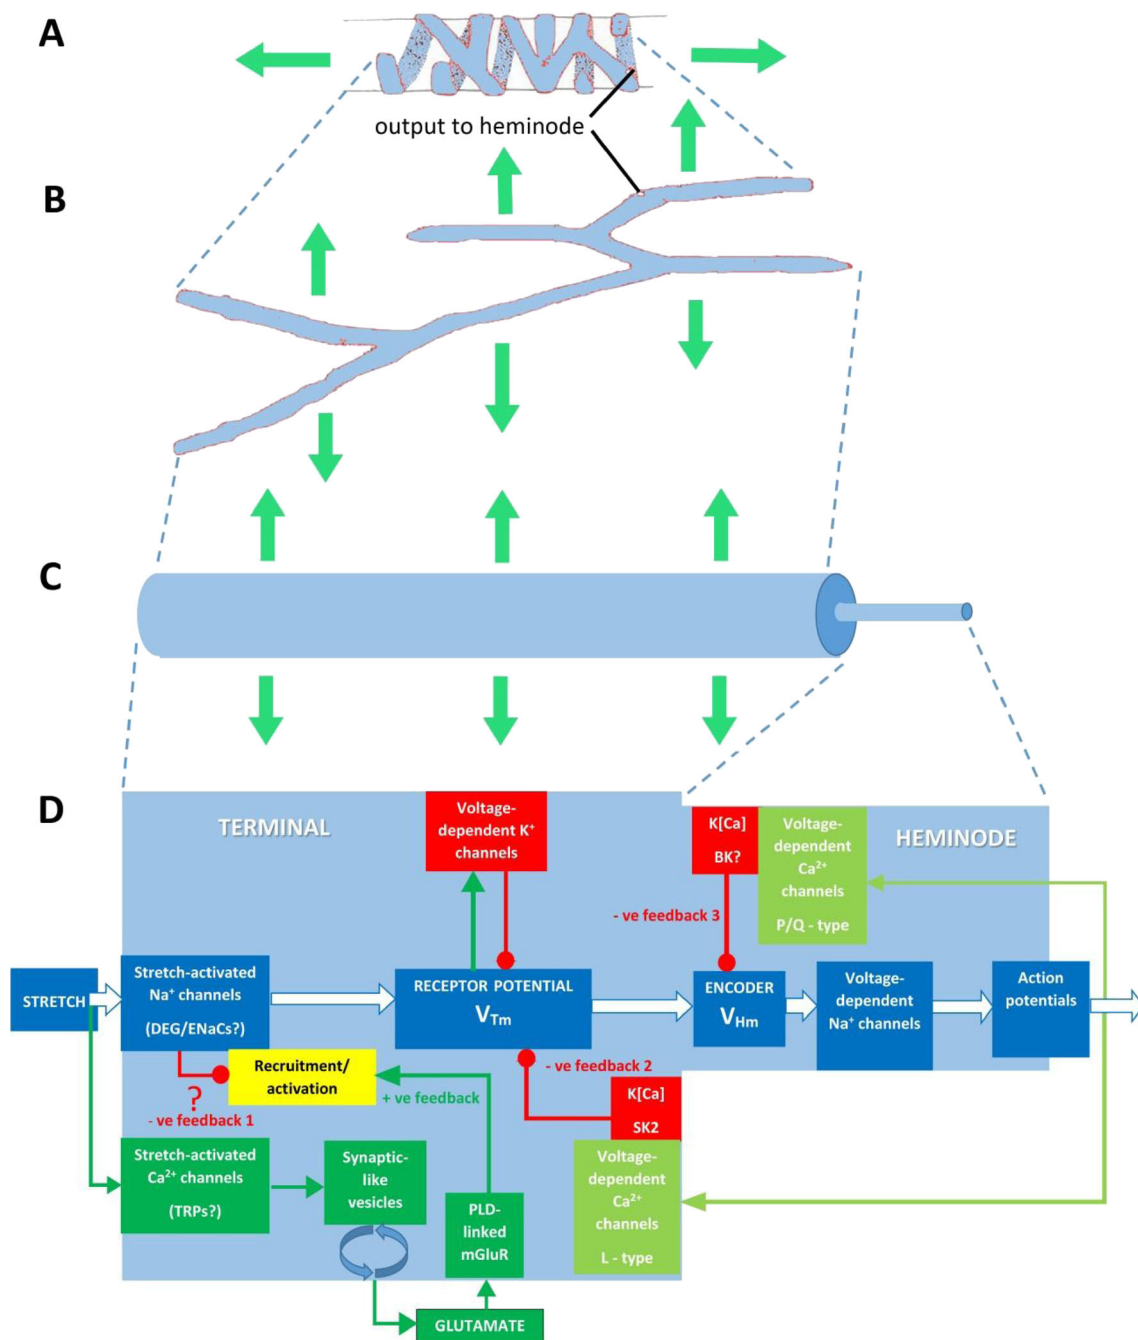 A
output to heminode
B
C
D
TERMINAL
Voltage-
dependent K⁺
channels
K[Ca]
BK?
Voltage-
dependent
Ca²⁺
channels
P/Q - type
HEMINODE
- ve feedback 3
STRETCH
Stretch-activated
Na⁺ channels
(DEG/ENaCs?)
RECEPTOR POTENTIAL
V_Tm
ENCODER
V_Hm
Voltage-
dependent
Na⁺ channels
Action
potentials
Recruitment/
activation
?
- ve feedback 1
+ ve feedback
- ve feedback 2
K[Ca]
SK2
Stretch-activated
Ca²⁺ channels
(TRPs?)
Synaptic-
like
vesicles
PLD-
linked
mGluR
Voltage-
dependent
Ca²⁺
channels
L - type
GLUTAMATE